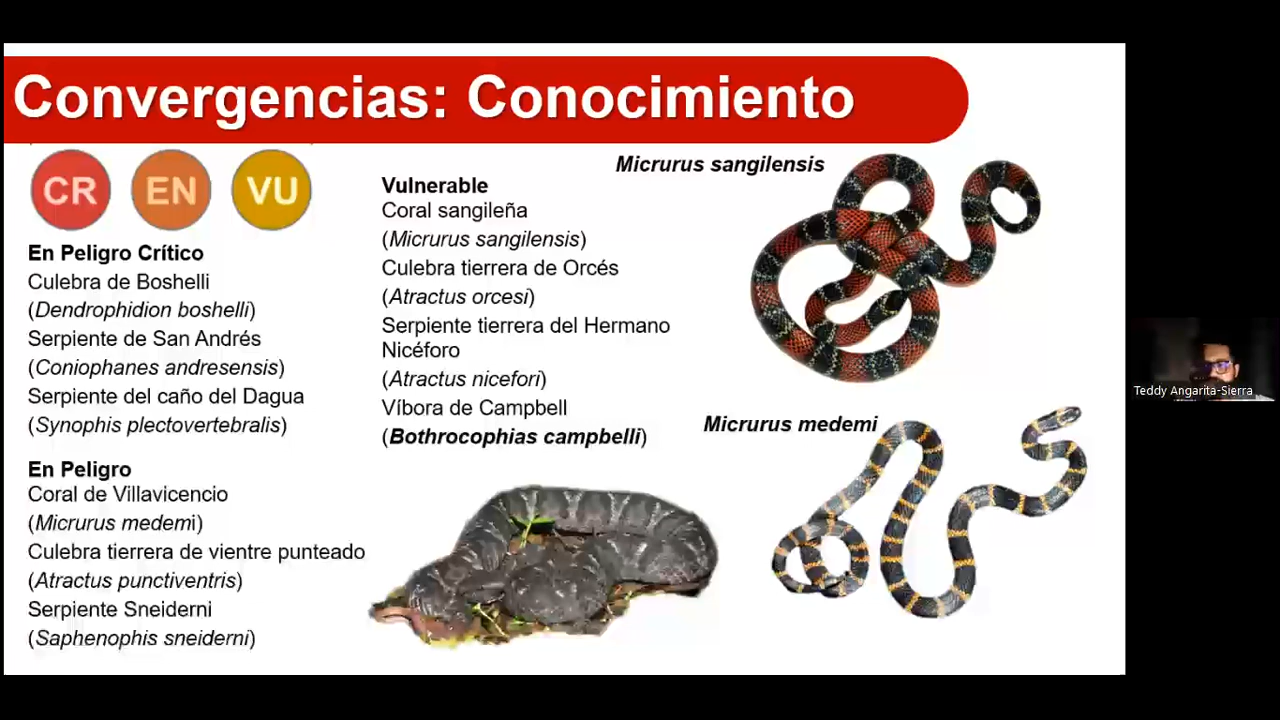 Convergencias: Conocimiento
CR EN VU
En Peligro Crítico
Culebra de Boshelli
(Dendrophidion boshelli)
Serpiente de San Andrés
(Coniophanes andresensis)
Serpiente del caño del Dagua
(Synophis plectovertebralis)
En Peligro
Coral de Villavicencio
(Micrurus medemi)
Culebra tierrera de vientre punteado
(Atractus punctiventris)
Serpiente Sneiderni
(Saphenophis sneiderni)
Vulnerable
Coral sangileña
(Micrurus sangilensis)
Culebra tierrera de Orcés
(Atractus orcesi)
Serpiente tierrera del Hermano
Nicéforo
(Atractus nicefori)
Víbora de Campbell
(Bothrocophias campbelli)
Micrurus sangilensis
Micrurus medemi
Teddy Angarita-Sierra